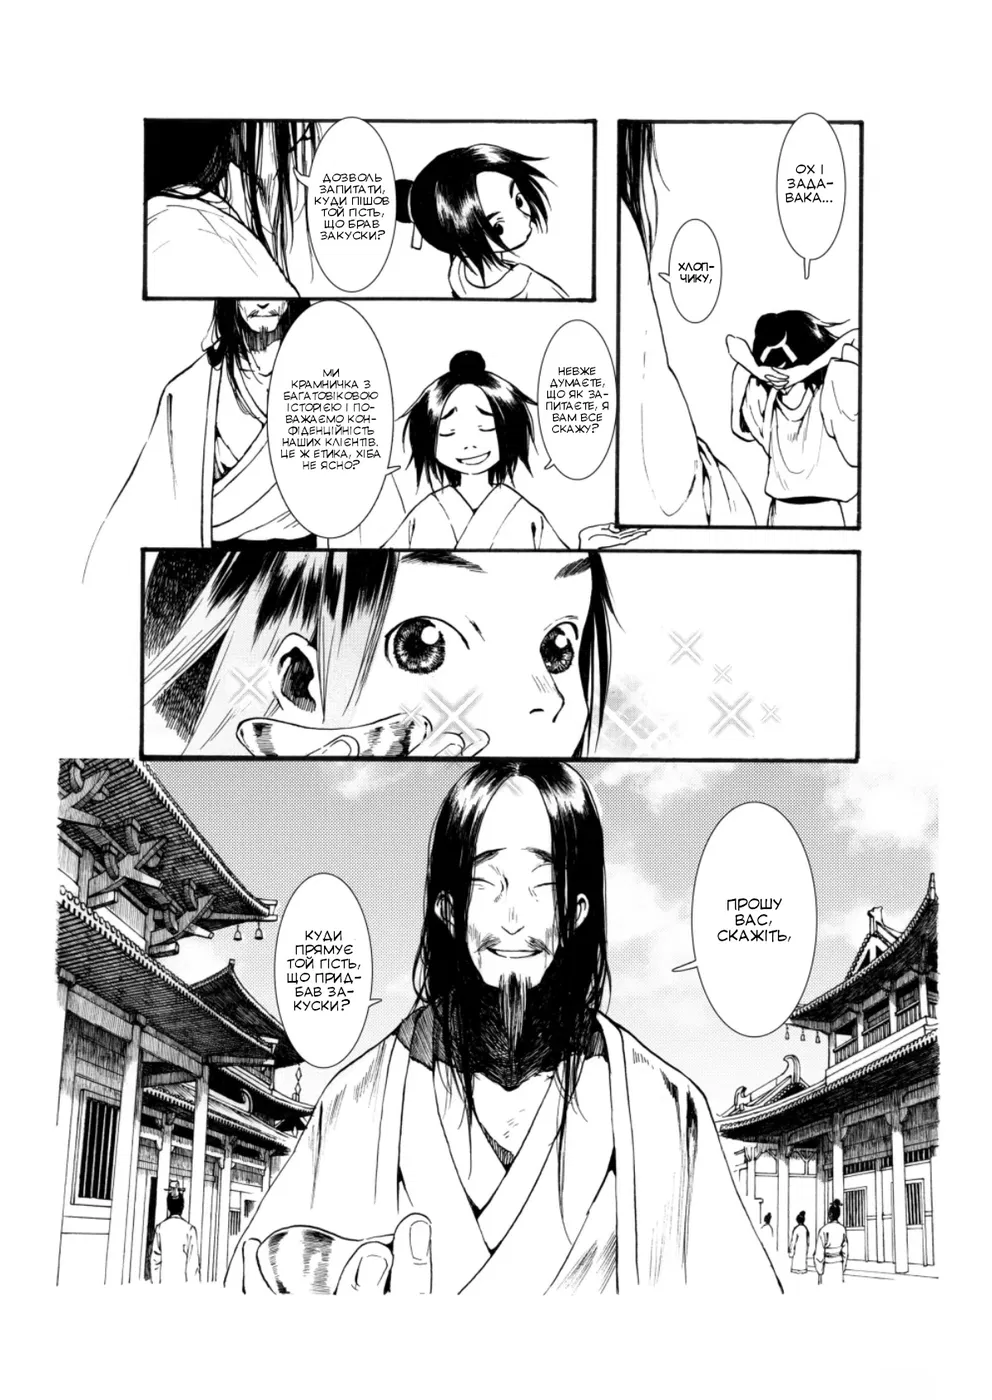 ОХ І
ЗАДА-
ВАКА...
ХЛОП-
ЧИКУ,
ДОЗВОЛЬ
ЗАПИТАТИ,
КУДИ ПІШОВ
ТОЙ ГІСТЬ,
ЩО БРАВ
ЗАКУСКИ?
НЕВЖЕ
ДУМАЄТЕ,
ЩО ЯК ЗА-
ПИТАЄТЕ, Я
ВАМ ВСЕ
СКАЖУ?
МИ
КРАМНИЧКА З
БАГАТОВІКОВОЮ
ІСТОРІЄЮ І ПО-
ВАЖАЄМО КОН-
ФІДЕНЦІЙНІСТЬ
НАШИХ КЛІЄНТІВ.
ЦЕ Ж ЕТИКА, ХІБА
НЕ ЯСНО?
ПРОШУ
ВАС,
СКАЖІТЬ,
КУДИ
ПРЯМУЄ
ТОЙ ГІСТЬ,
ЩО ПРИД-
БАВ ЗА-
КУСКИ?